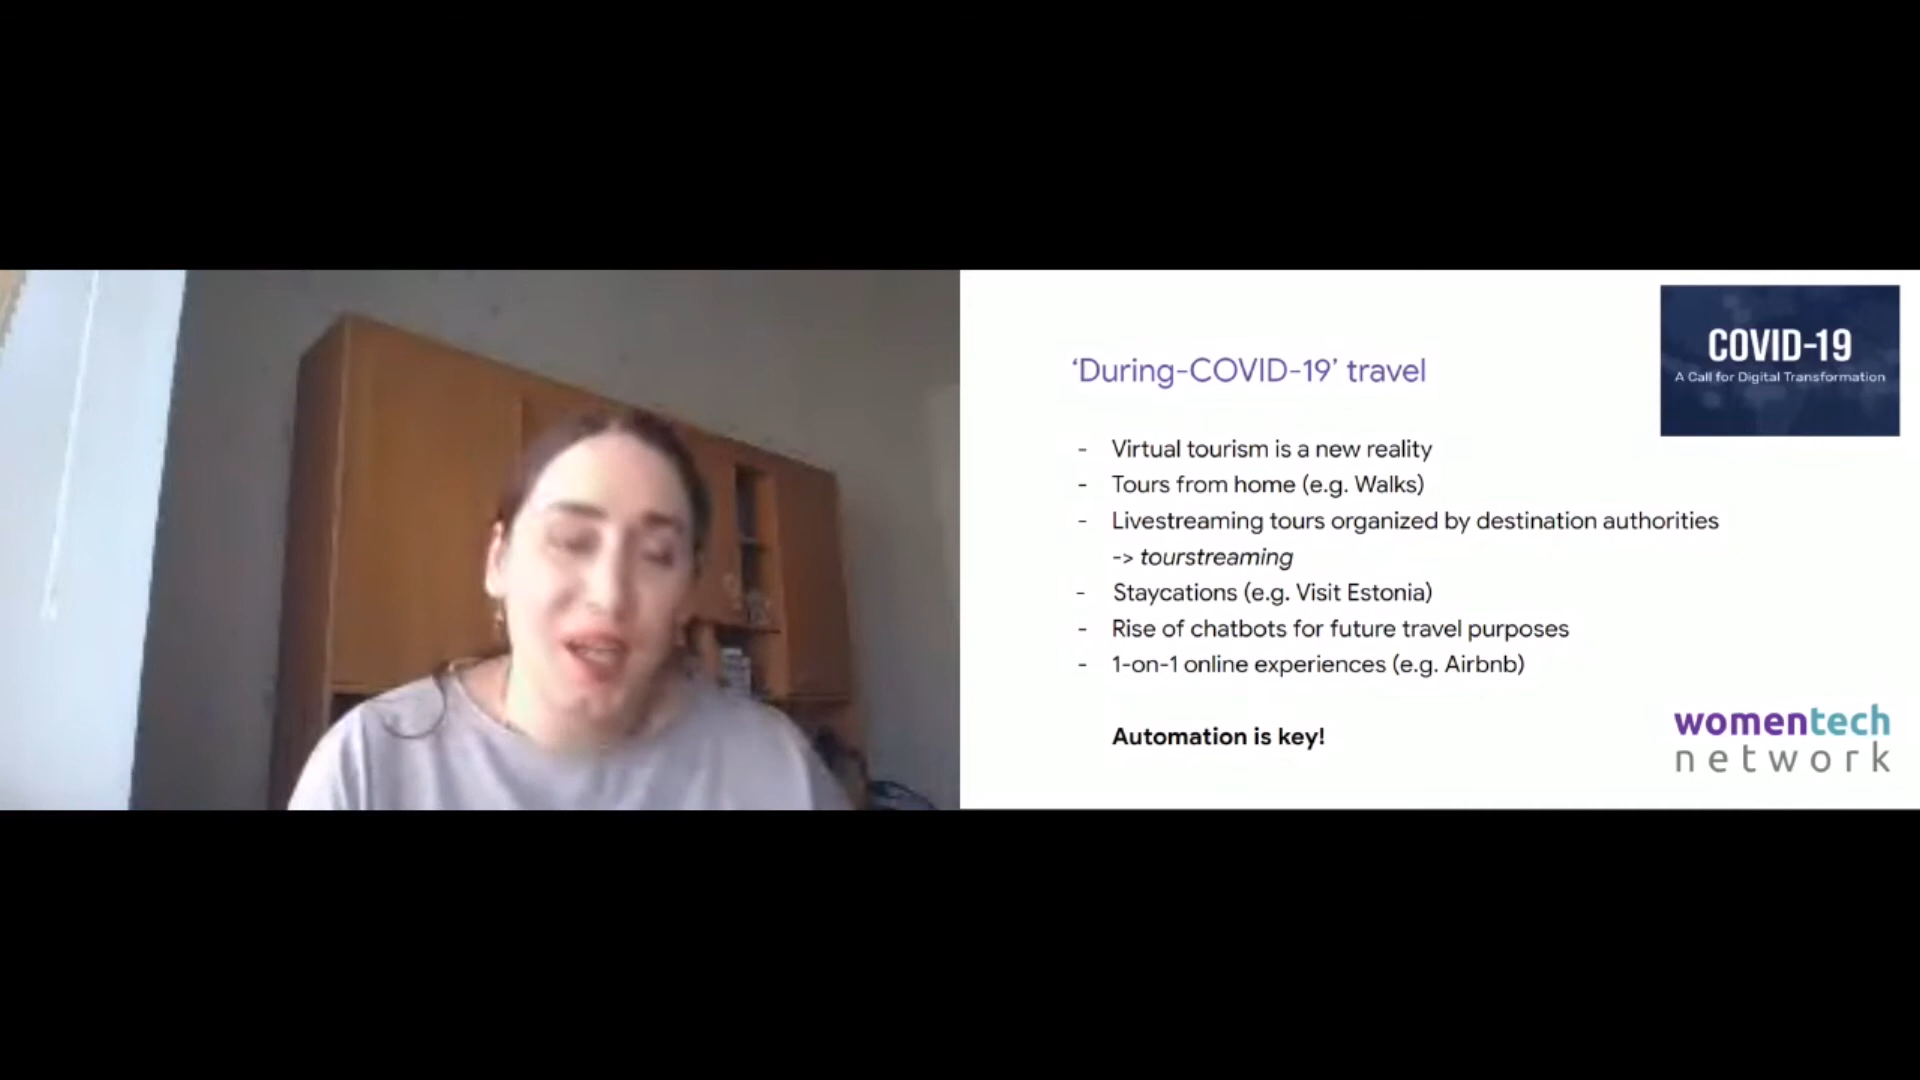 COVID-19
A Call for Digital Transformation
‘During-COVID-19’ travel
- Virtual tourism is a new reality
- Tours from home (e.g. Walks)
- Livestreaming tours organized by destination authorities
-> tourstreaming
- Staycations (e.g. Visit Estonia)
- Rise of chatbots for future travel purposes
- 1-on-1 online experiences (e.g. Airbnb)
Automation is key!
womentech
network